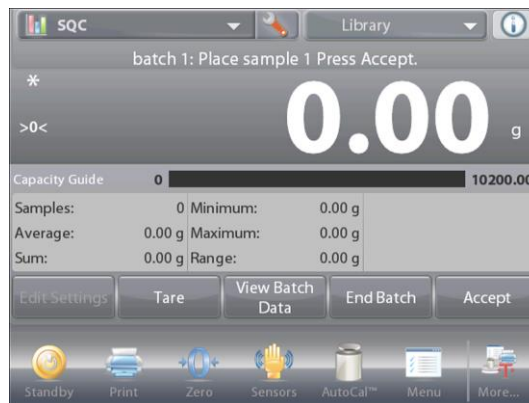 SQC Library
batch 1: Place sample 1 Press Accept.
*
>0< 0.00 g
Capacity Guide 0 10200.00
Samples: 0 Minimum: 0.00 g
Average: 0.00 g Maximum: 0.00 g
Sum: 0.00 g Range: 0.00 g
Edit Settings Tare View Batch Data End Batch Accept
Standby Print Zero Sensors AutoCal™ Menu More...